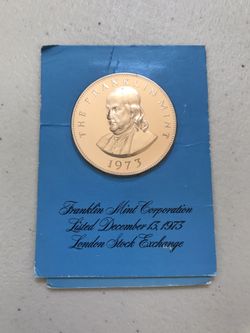 THE FRANKLIN MINT
1973
Franklin Mint Corporation
Listed December 13, 1973
London Stock Exchange